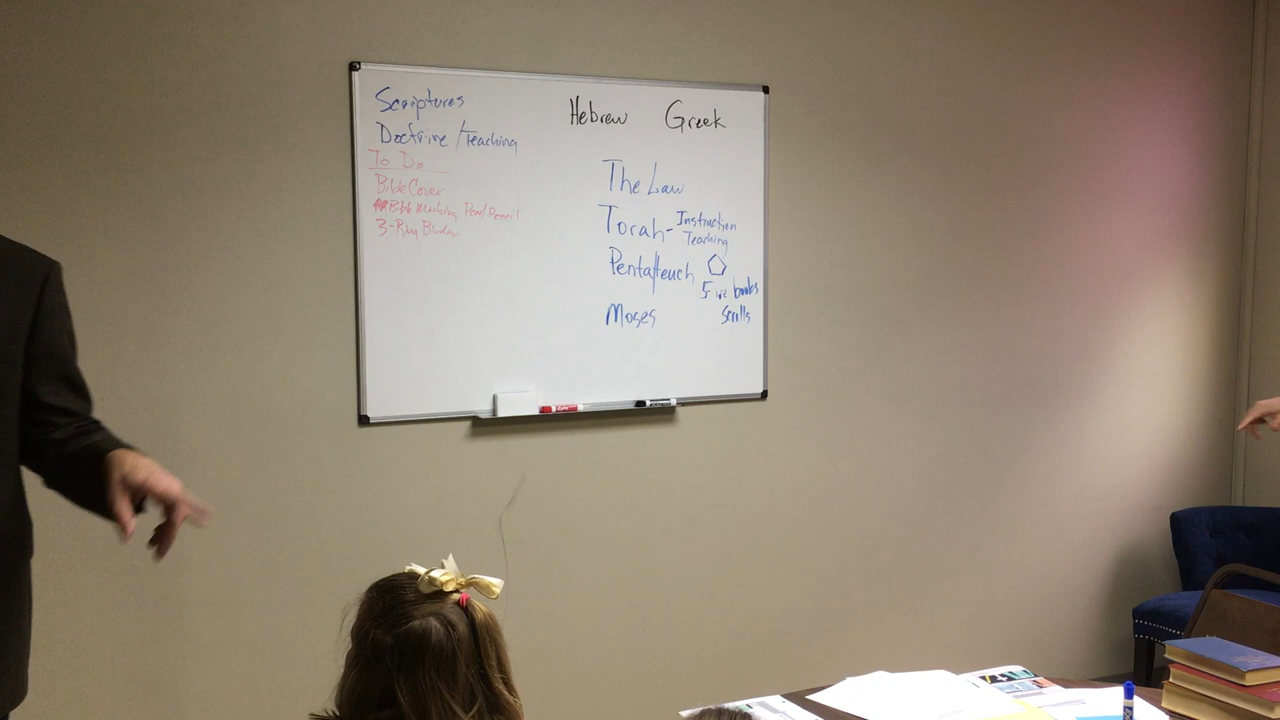 Scriptures
Doctrine/Teaching
To Do
Bible Cover
Bible Marking Pen/Pencil
3-Ring Binder
Hebrew Greek
The Law
Torah - Instruction
Teaching
Pentateuch
5 ive books
Moses scrolls